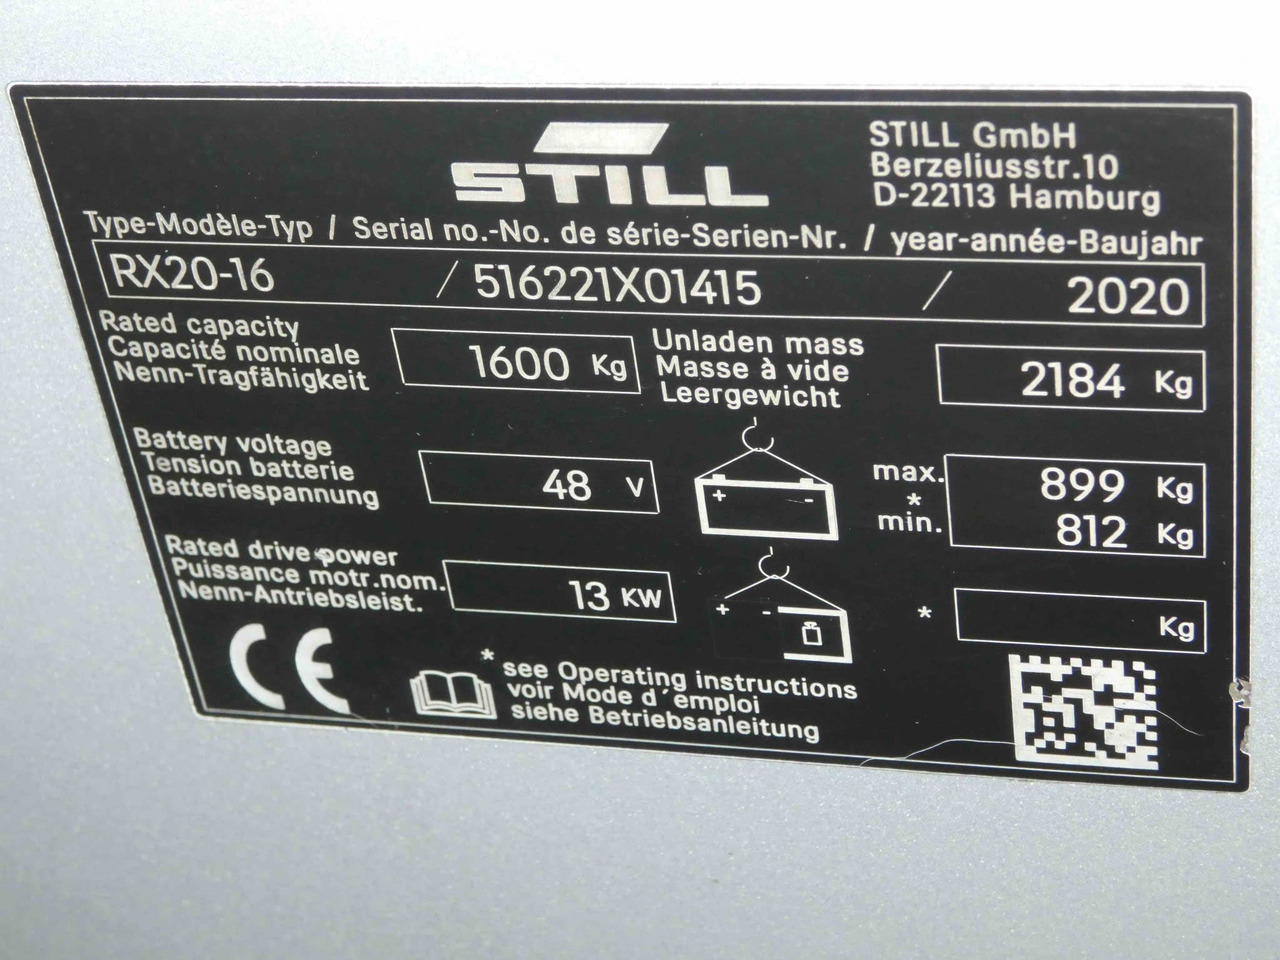 STILL
STILL GmbH
Berzeliusstr.10
D-22113 Hamburg
Type-Modèle-Typ / Serial no.-No. de série-Serien-Nr. / year-année-Baujahr
RX20-16 / 516221X01415 / 2020
Rated capacity
Capacité nominale
Nenn-Tragfähigkeit
1600 Kg
Unladen mass
Masse à vide
Leergewicht
2184 Kg
Battery voltage
Tension batterie
Batteriespannung
48 V
+ -
max. 899 Kg
*
min. 812 Kg
Rated drive power
Puissance motr.nom.
Nenn-Antriebsleist.
13 KW
+ -
* Kg
CE
* see Operating instructions
voir Mode d'emploi
siehe Betriebsanleitung